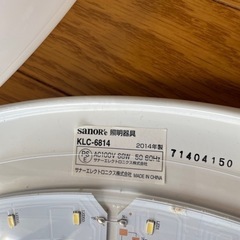 sanor's 照明器具
KLC-6814 2014年製
PS E AC100V 68W 50 60Hz
サナーエレクトロニクス株式会社
サナーエレクトロニクス株式会社 MADE IN CHINA
71404150